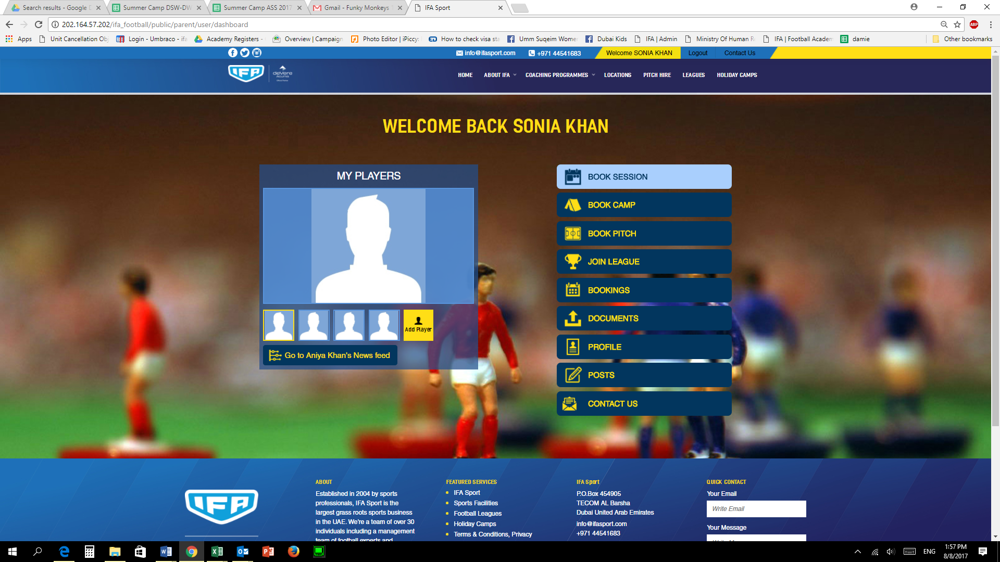 Search results - Google D
Summer Camp DSW-DW
Summer Camp ASS 2017
Gmail - Funky Monkeys
IFA Sport
202.164.57.202/ifa_football/public/parent/user/dashboard
Apps
Unit Cancellation Obj
Login - Umbraco - ifa
Academy Registers -
Overview | Campaign
Photo Editor | iPiccy:
How to check visa sta
Umm Suqeim Wome
Dubai Kids
IFA | Admin
Ministry Of Human R
IFA | Football Academ
damie
Other bookmarks
info@ifasport.com
+971 44541683
Welcome SONIA KHAN
Logout
Contact Us
IFA
deVere
Acuma
HOME
ABOUT IFA
COACHING PROGRAMMES
LOCATIONS
PITCH HIRE
LEAGUES
HOLIDAY CAMPS
WELCOME BACK SONIA KHAN
MY PLAYERS
Add Player
Go to Aniya Khan's News feed
BOOK SESSION
BOOK CAMP
BOOK PITCH
JOIN LEAGUE
BOOKINGS
DOCUMENTS
PROFILE
POSTS
CONTACT US
IFA
ABOUT
Established in 2004 by sports
professionals, IFA Sport is the
largest grass roots sports business
in the UAE. We're a team of over 30
individuals including a management
team of football experts and
FEATURED SERVICES
IFA Sport
Sports Facilities
Football Leagues
Holiday Camps
Terms & Conditions, Privacy
IFA Sport
P.O.Box 454905
TECOM AL Barsha
Dubai United Arab Emirates
info@ifasport.com
+971 44541683
QUICK CONTACT
Your Email
Write Email
Your Message
ENG
1:57 PM
8/8/2017